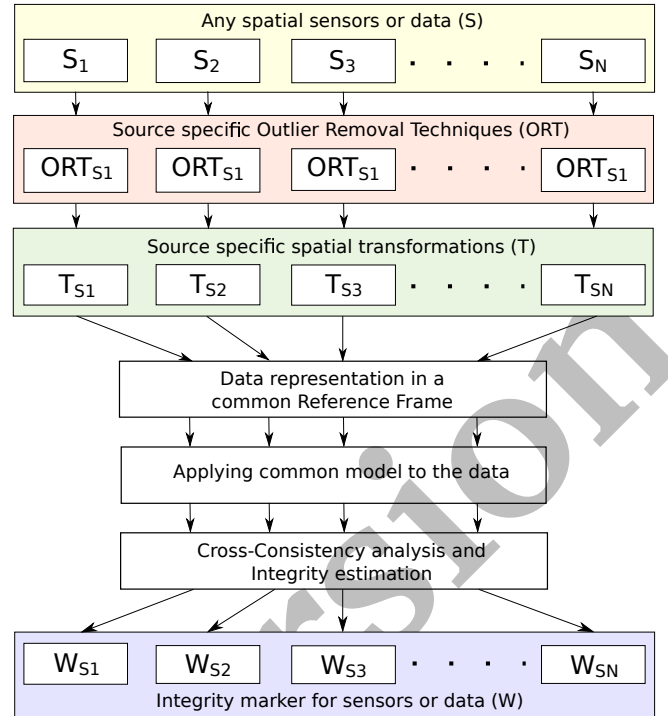 Any spatial sensors or data (S)
S1 S2 S3 . . . . SN
Source specific Outlier Removal Techniques (ORT)
ORTS1 ORTS1 ORTS1 . . . . ORTS1
Source specific spatial transformations (T)
TS1 TS2 TS3 . . . . TSN
Data representation in a
common Reference Frame
Applying common model to the data
Cross-Consistency analysis and
Integrity estimation
WS1 WS2 WS3 . . . . WSN
Integrity marker for sensors or data (W)
ersion